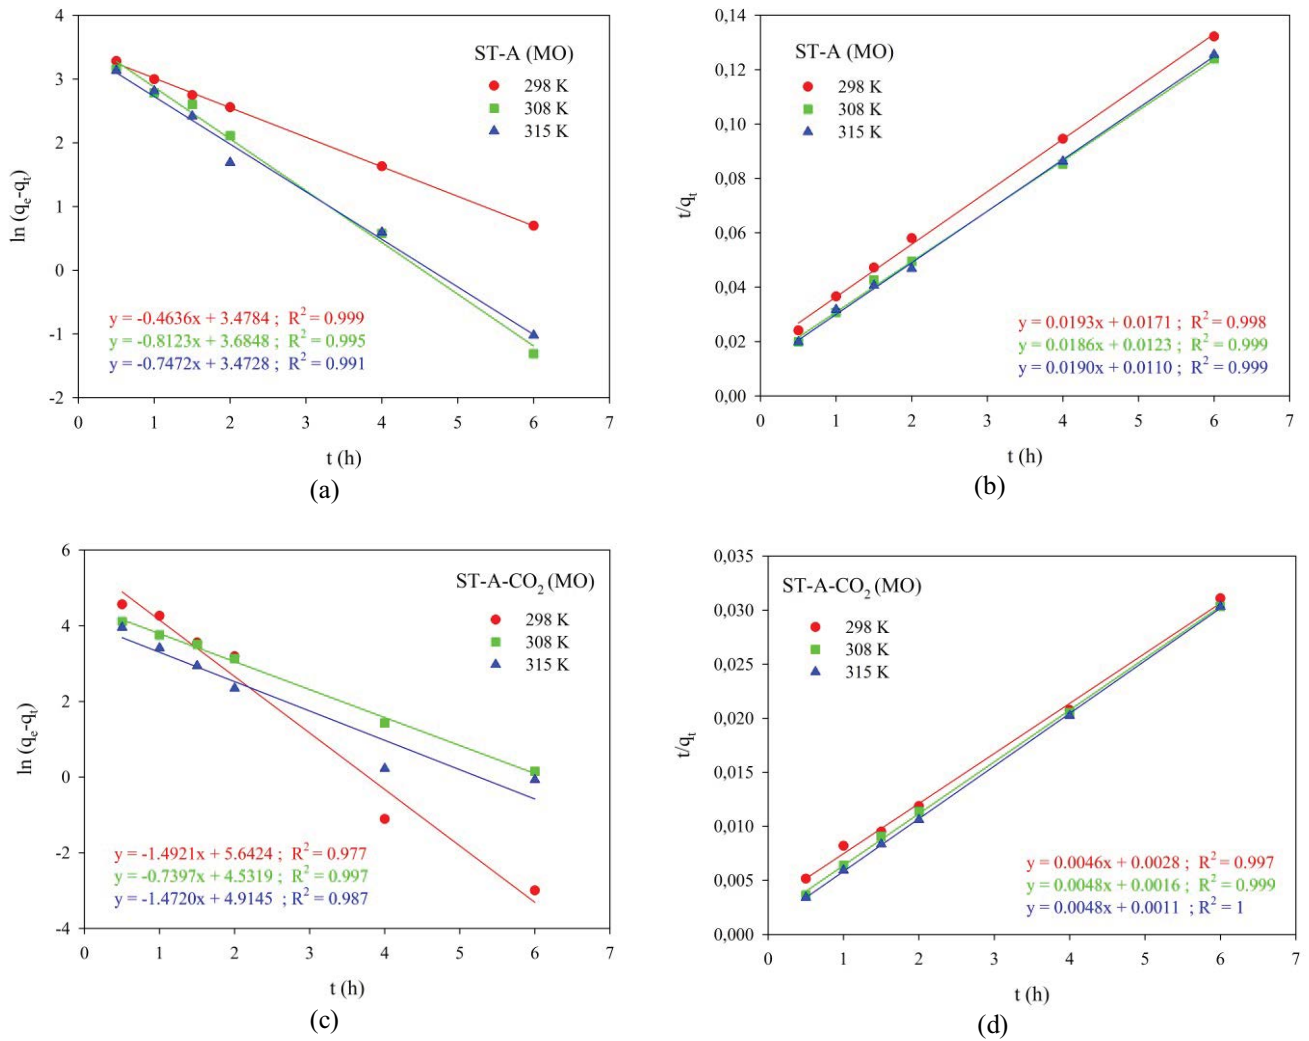 4
3
2
1
0
-1
-2
ln (qe-qt)
ST-A (MO)
298 K
308 K
315 K
y = -0.4636x + 3.4784 ; R2 = 0.999
y = -0.8123x + 3.6848 ; R2 = 0.995
y = -0.7472x + 3.4728 ; R2 = 0.991
0 1 2 3 4 5 6 7
t (h)
(a)
0,14
0,12
0,10
0,08
0,06
0,04
0,02
0,00
t/qt
ST-A (MO)
298 K
308 K
315 K
y = 0.0193x + 0.0171 ; R2 = 0.998
y = 0.0186x + 0.0123 ; R2 = 0.999
y = 0.0190x + 0.0110 ; R2 = 0.999
0 1 2 3 4 5 6 7
t (h)
(b)
6
4
2
0
-2
-4
ln (qe-qt)
ST-A-CO2 (MO)
298 K
308 K
315 K
y = -1.4921x + 5.6424 ; R2 = 0.977
y = -0.7397x + 4.5319 ; R2 = 0.997
y = -1.4720x + 4.9145 ; R2 = 0.987
0 1 2 3 4 5 6 7
t (h)
(c)
0,035
0,030
0,025
0,020
0,015
0,010
0,005
0,000
t/qt
ST-A-CO2 (MO)
298 K
308 K
315 K
y = 0.0046x + 0.0028 ; R2 = 0.997
y = 0.0048x + 0.0016 ; R2 = 0.999
y = 0.0048x + 0.0011 ; R2 = 1
0 1 2 3 4 5 6 7
t (h)
(d)